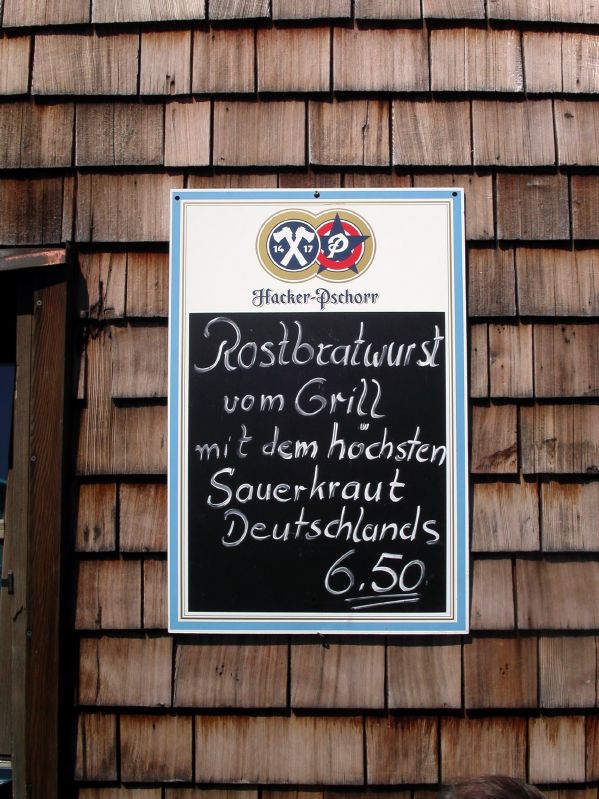 14 17 P
Hacker-Pschorr
Rostbratwurst
vom Grill
mit dem höchsten
Sauerkraut
Deutschlands
6.50